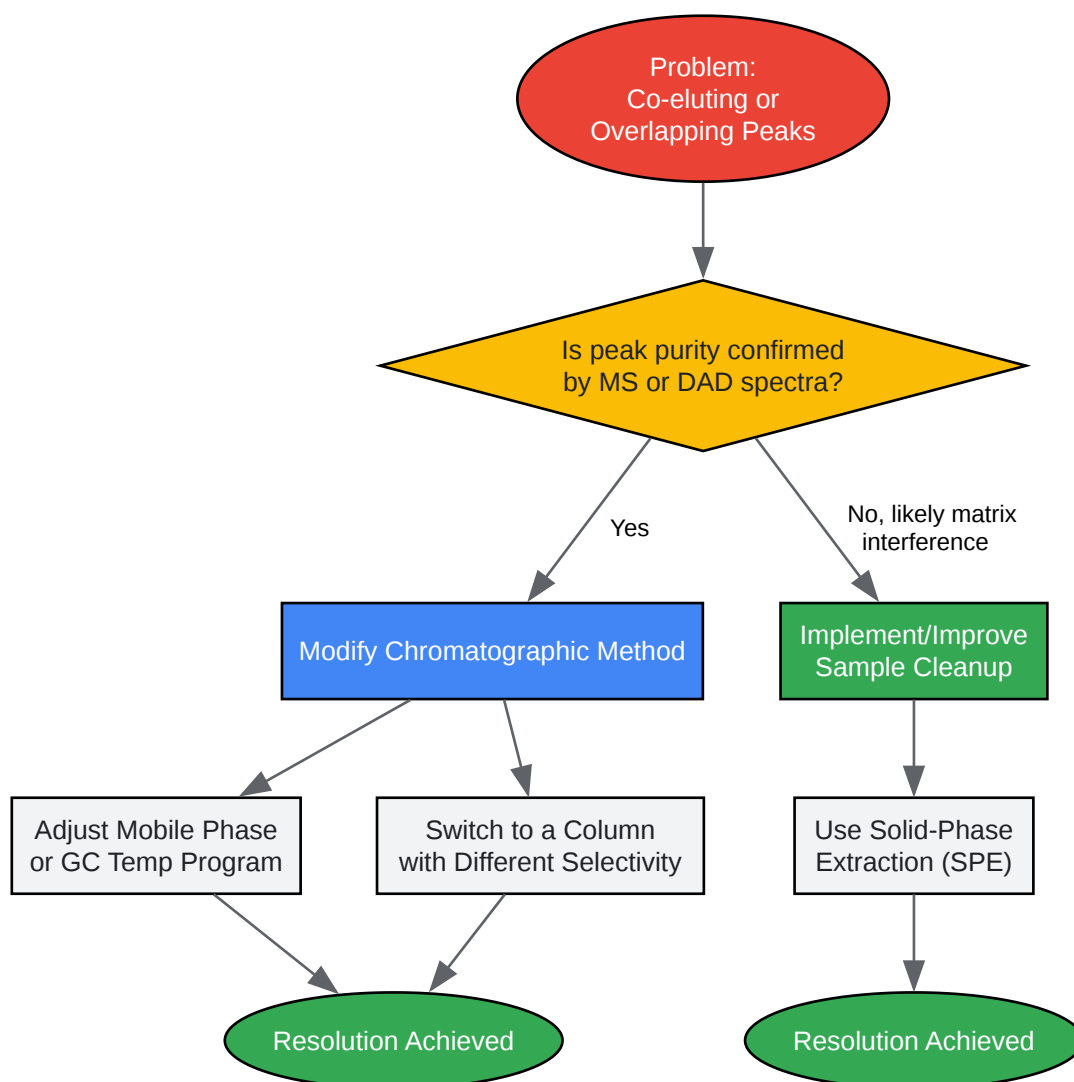 Problem:
Co-eluting or
Overlapping Peaks
Is peak purity confirmed
by MS or DAD spectra?
Yes
No, likely matrix
interference
Modify Chromatographic Method
Implement/Improve
Sample Cleanup
Adjust Mobile Phase
or GC Temp Program
Switch to a Column
with Different Selectivity
Use Solid-Phase
Extraction (SPE)
Resolution Achieved
Resolution Achieved